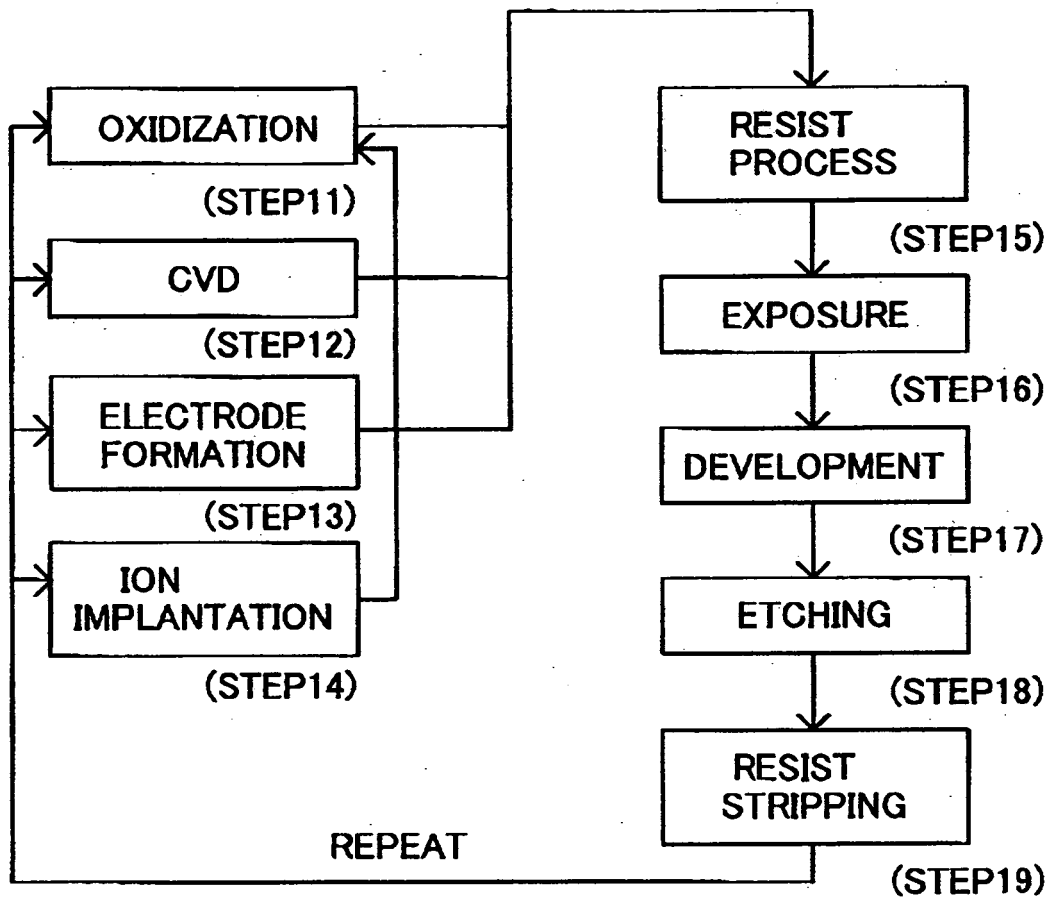 OXIDIZATION
(STEP11)
CVD
(STEP12)
ELECTRODE
FORMATION
(STEP13)
ION
IMPLANTATION
(STEP14)
RESIST
PROCESS
(STEP15)
EXPOSURE
(STEP16)
DEVELOPMENT
(STEP17)
ETCHING
(STEP18)
RESIST
STRIPPING
(STEP19)
REPEAT